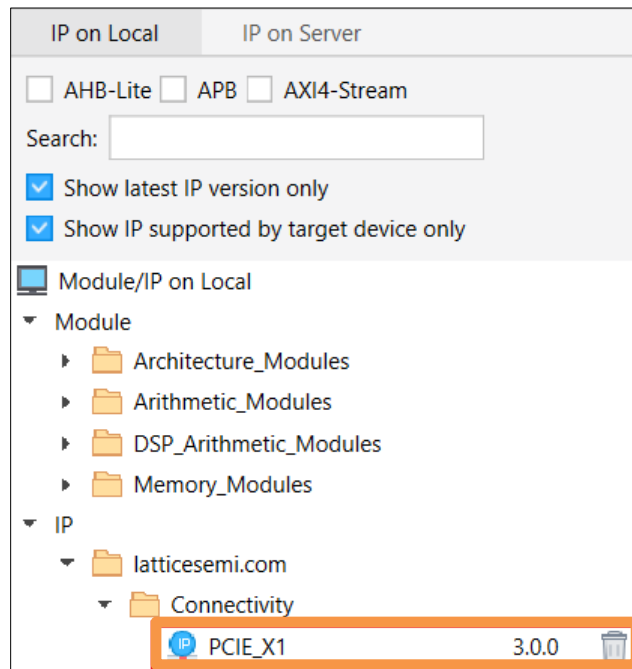 IP on Local IP on Server
AHB-Lite APB AXI4-Stream
Search:
Show latest IP version only
Show IP supported by target device only
Module/IP on Local
Module
Architecture_Modules
Arithmetic_Modules
DSP_Arithmetic_Modules
Memory_Modules
IP
latticesemi.com
Connectivity
IP PCIE_X1 3.0.0